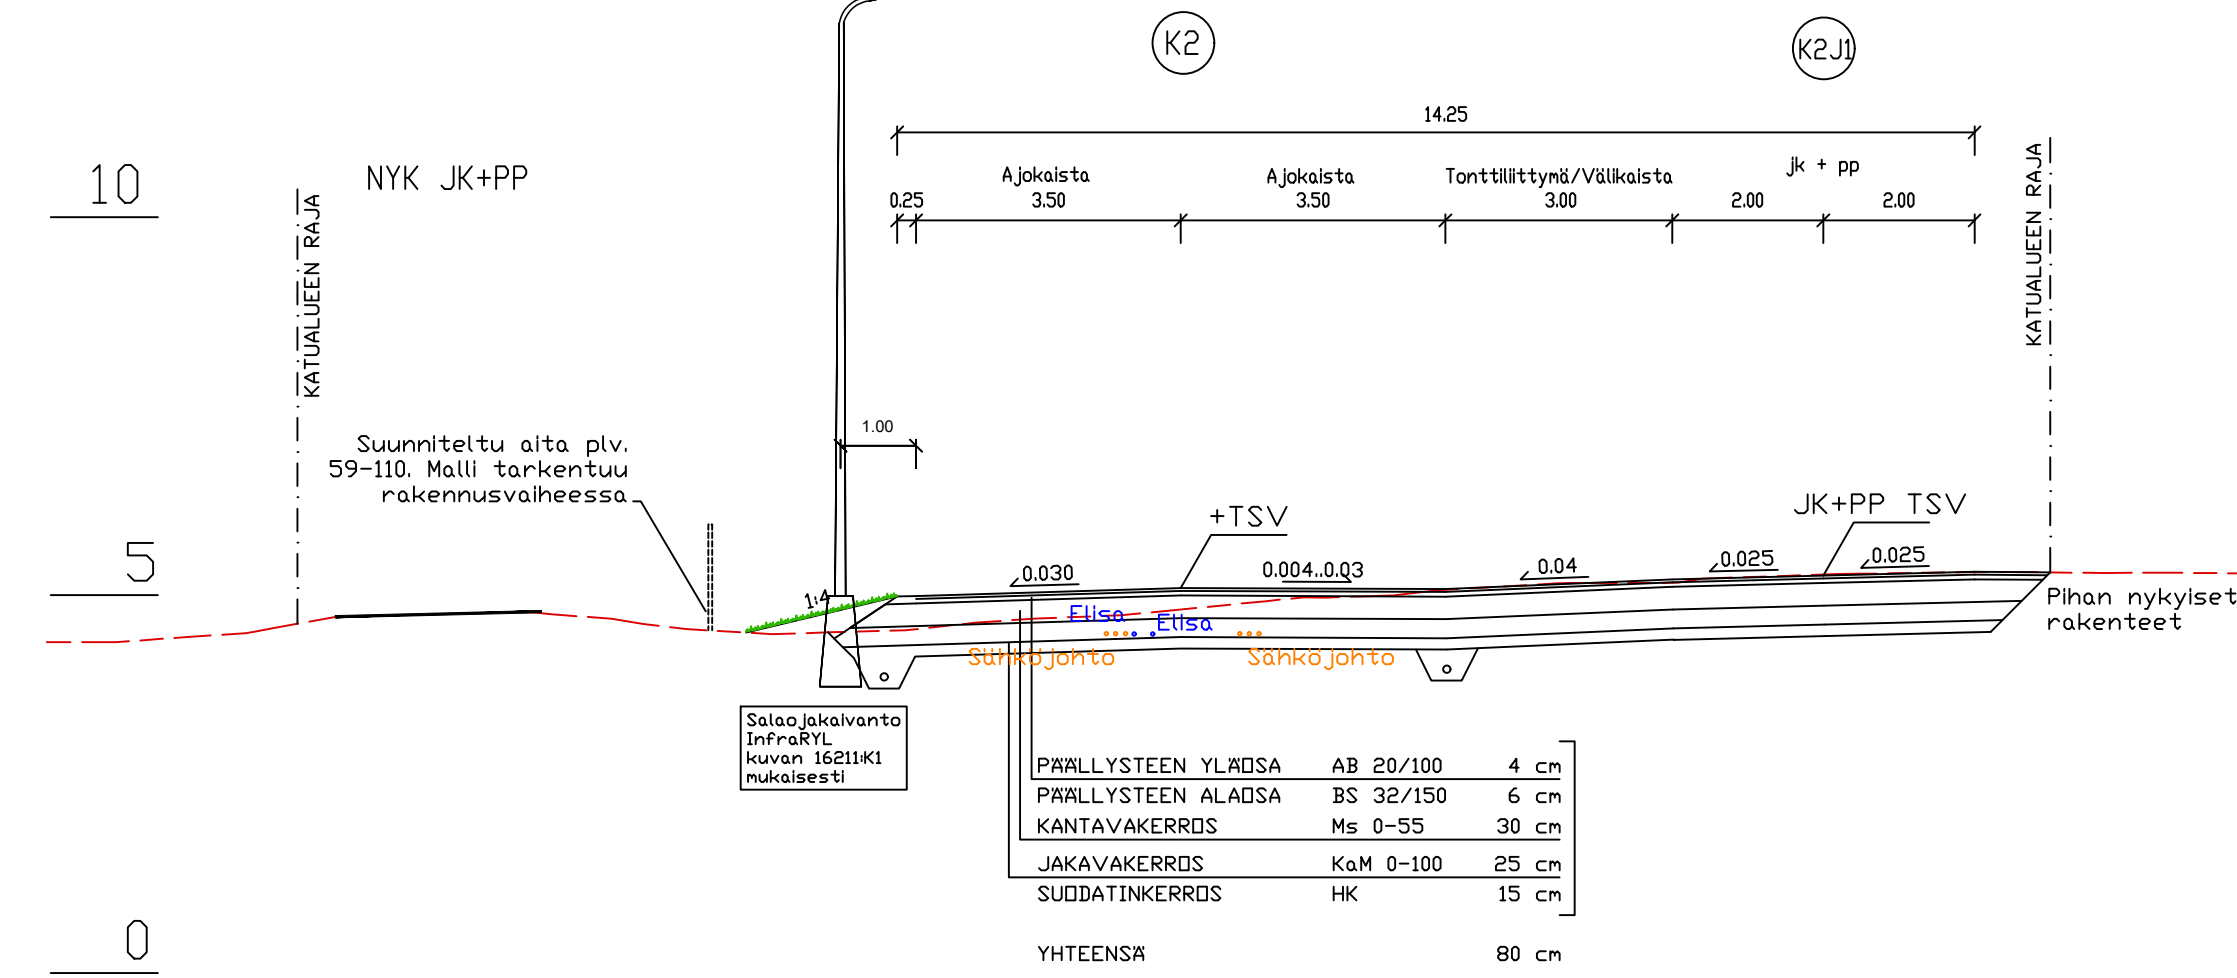 K2
K2J1
14.25
10
NYK JK+PP
KATUALUEEN RAJA
Ajokaista
Ajokaista
Tonttiliittymä/Välikaista
jk + pp
0.25
3.50
3.50
3.00
2.00
2.00
KATUALUEEN RAJA
1.00
Suunniteltu aita plv.
59-110. Malli tarkentuu
rakennusvaiheessa
+TSV
JK+PP TSV
5
1:4
0.030
0.004..0.03
0.04
0.025
0.025
Elisa
Elisa
Sähköjohto
Sähköjohto
Pihan nykyiset
rakenteet
Salaojakaivanto
InfraRYL
kuvan 16211:K1
mukaisesti
PÄÄLLYSTEEN YLÄOSA AB 20/100 4 cm
PÄÄLLYSTEEN ALAOSA BS 32/150 6 cm
KANTAVAKERROS Ms 0-55 30 cm
JAKAVAKERROS KaM 0-100 25 cm
SUODATINKERROS HK 15 cm
YHTEENSÄ 80 cm
0